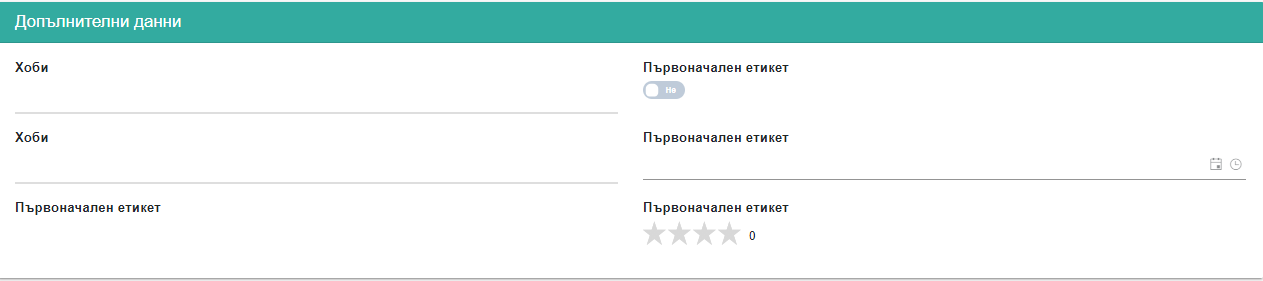 Допълнителни данни
Хоби
Първоначален етикет
Не
Хоби
Първоначален етикет
Първоначален етикет
Първоначален етикет
0